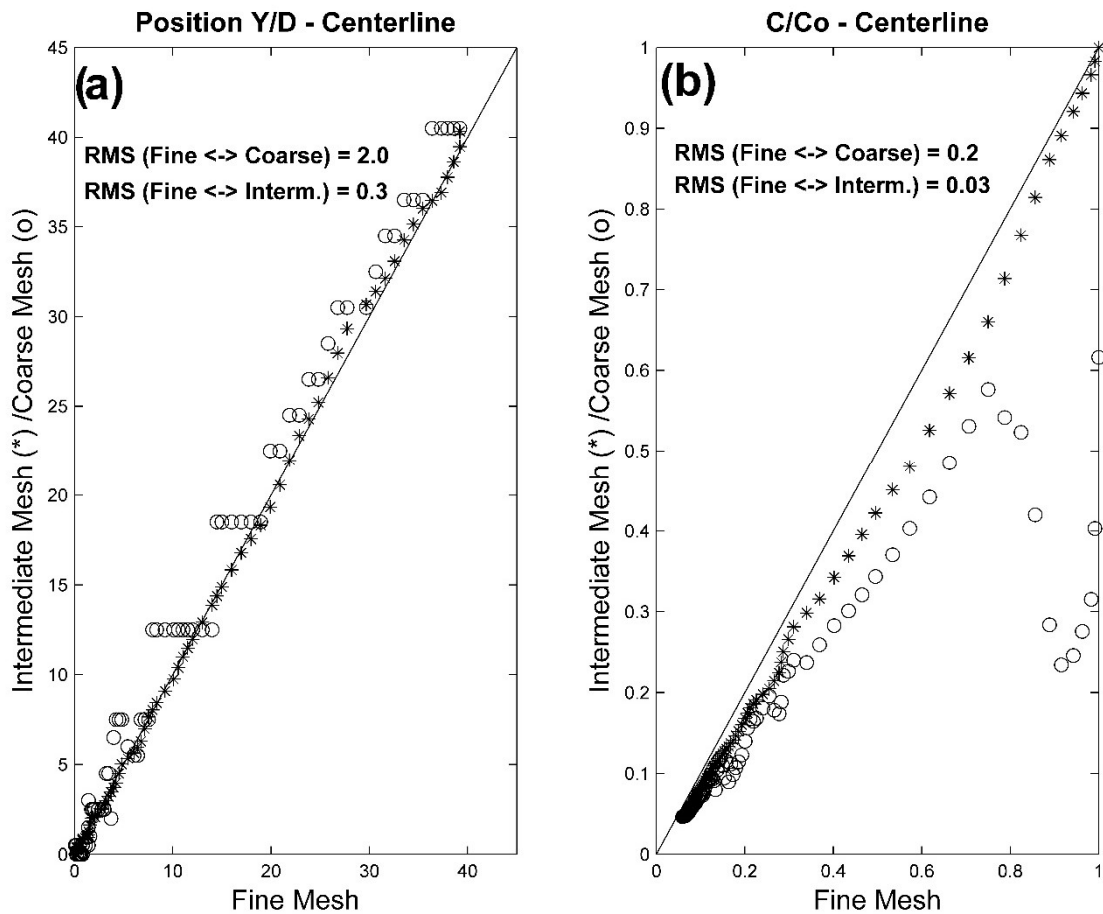 Position Y/D - Centerline
(a)
RMS (Fine <-> Coarse) = 2.0
RMS (Fine <-> Interm.) = 0.3
Intermediate Mesh (*) /Coarse Mesh (o)
45
40
35
30
25
20
15
10
5
0
0 10 20 30 40
Fine Mesh
C/Co - Centerline
(b)
RMS (Fine <-> Coarse) = 0.2
RMS (Fine <-> Interm.) = 0.03
Intermediate Mesh (*) /Coarse Mesh (o)
1
0.9
0.8
0.7
0.6
0.5
0.4
0.3
0.2
0.1
0
0 0.2 0.4 0.6 0.8 1
Fine Mesh